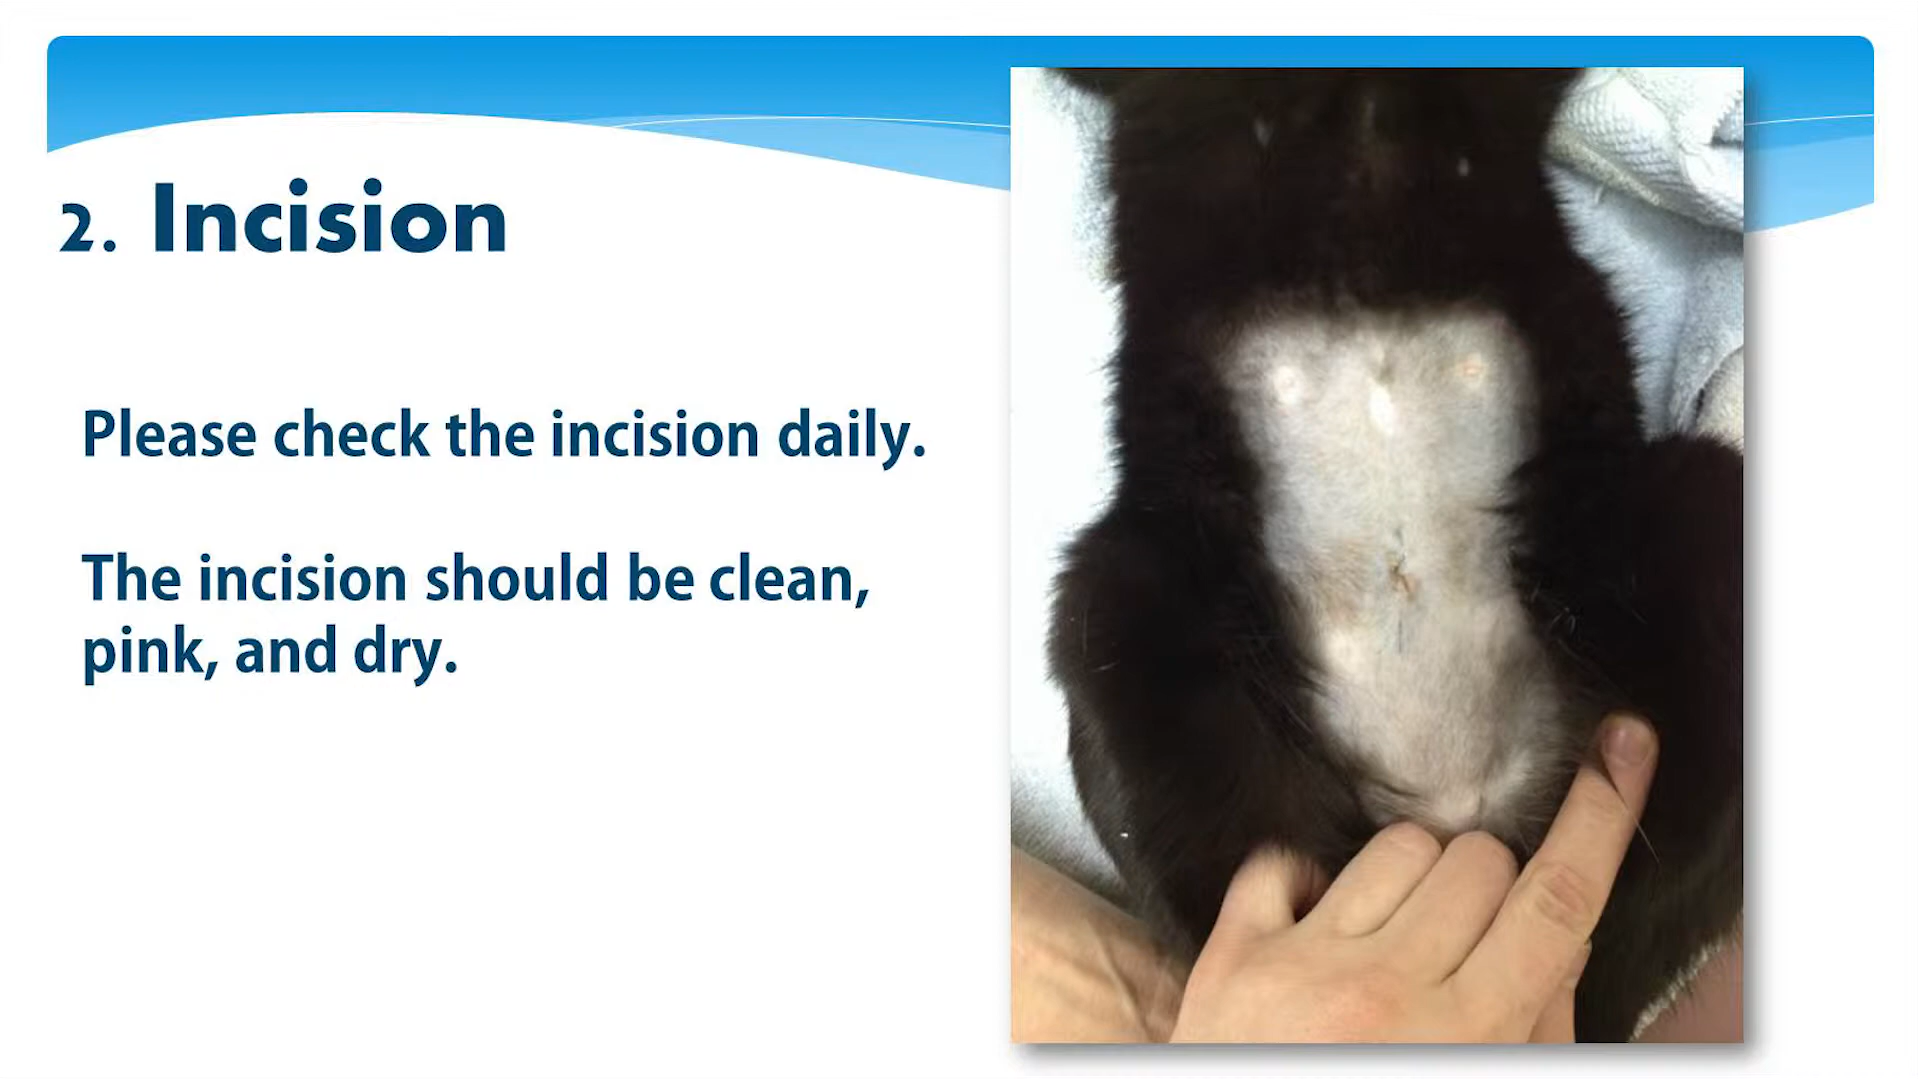 2. Incision
Please check the incision daily.
The incision should be clean,
pink, and dry.